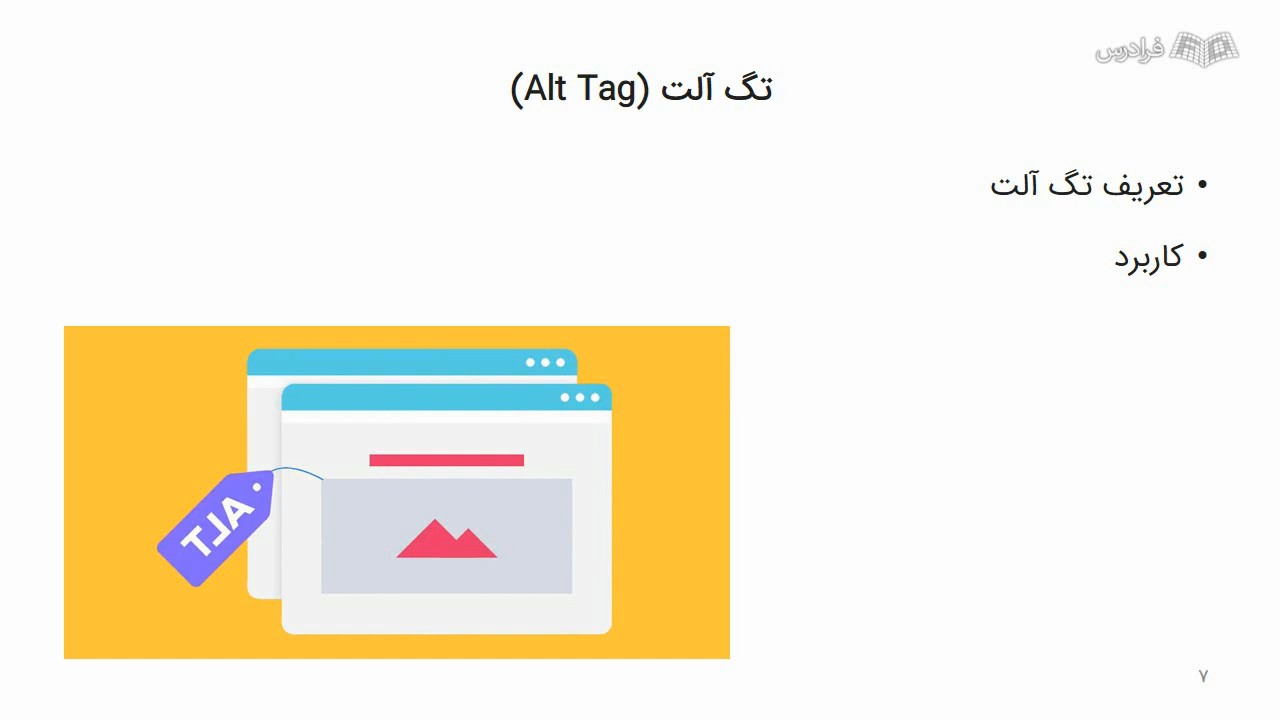 فرادرس
تگ آلت (Alt Tag)
• تعریف تگ آلت
• کاربرد
ALT
۷